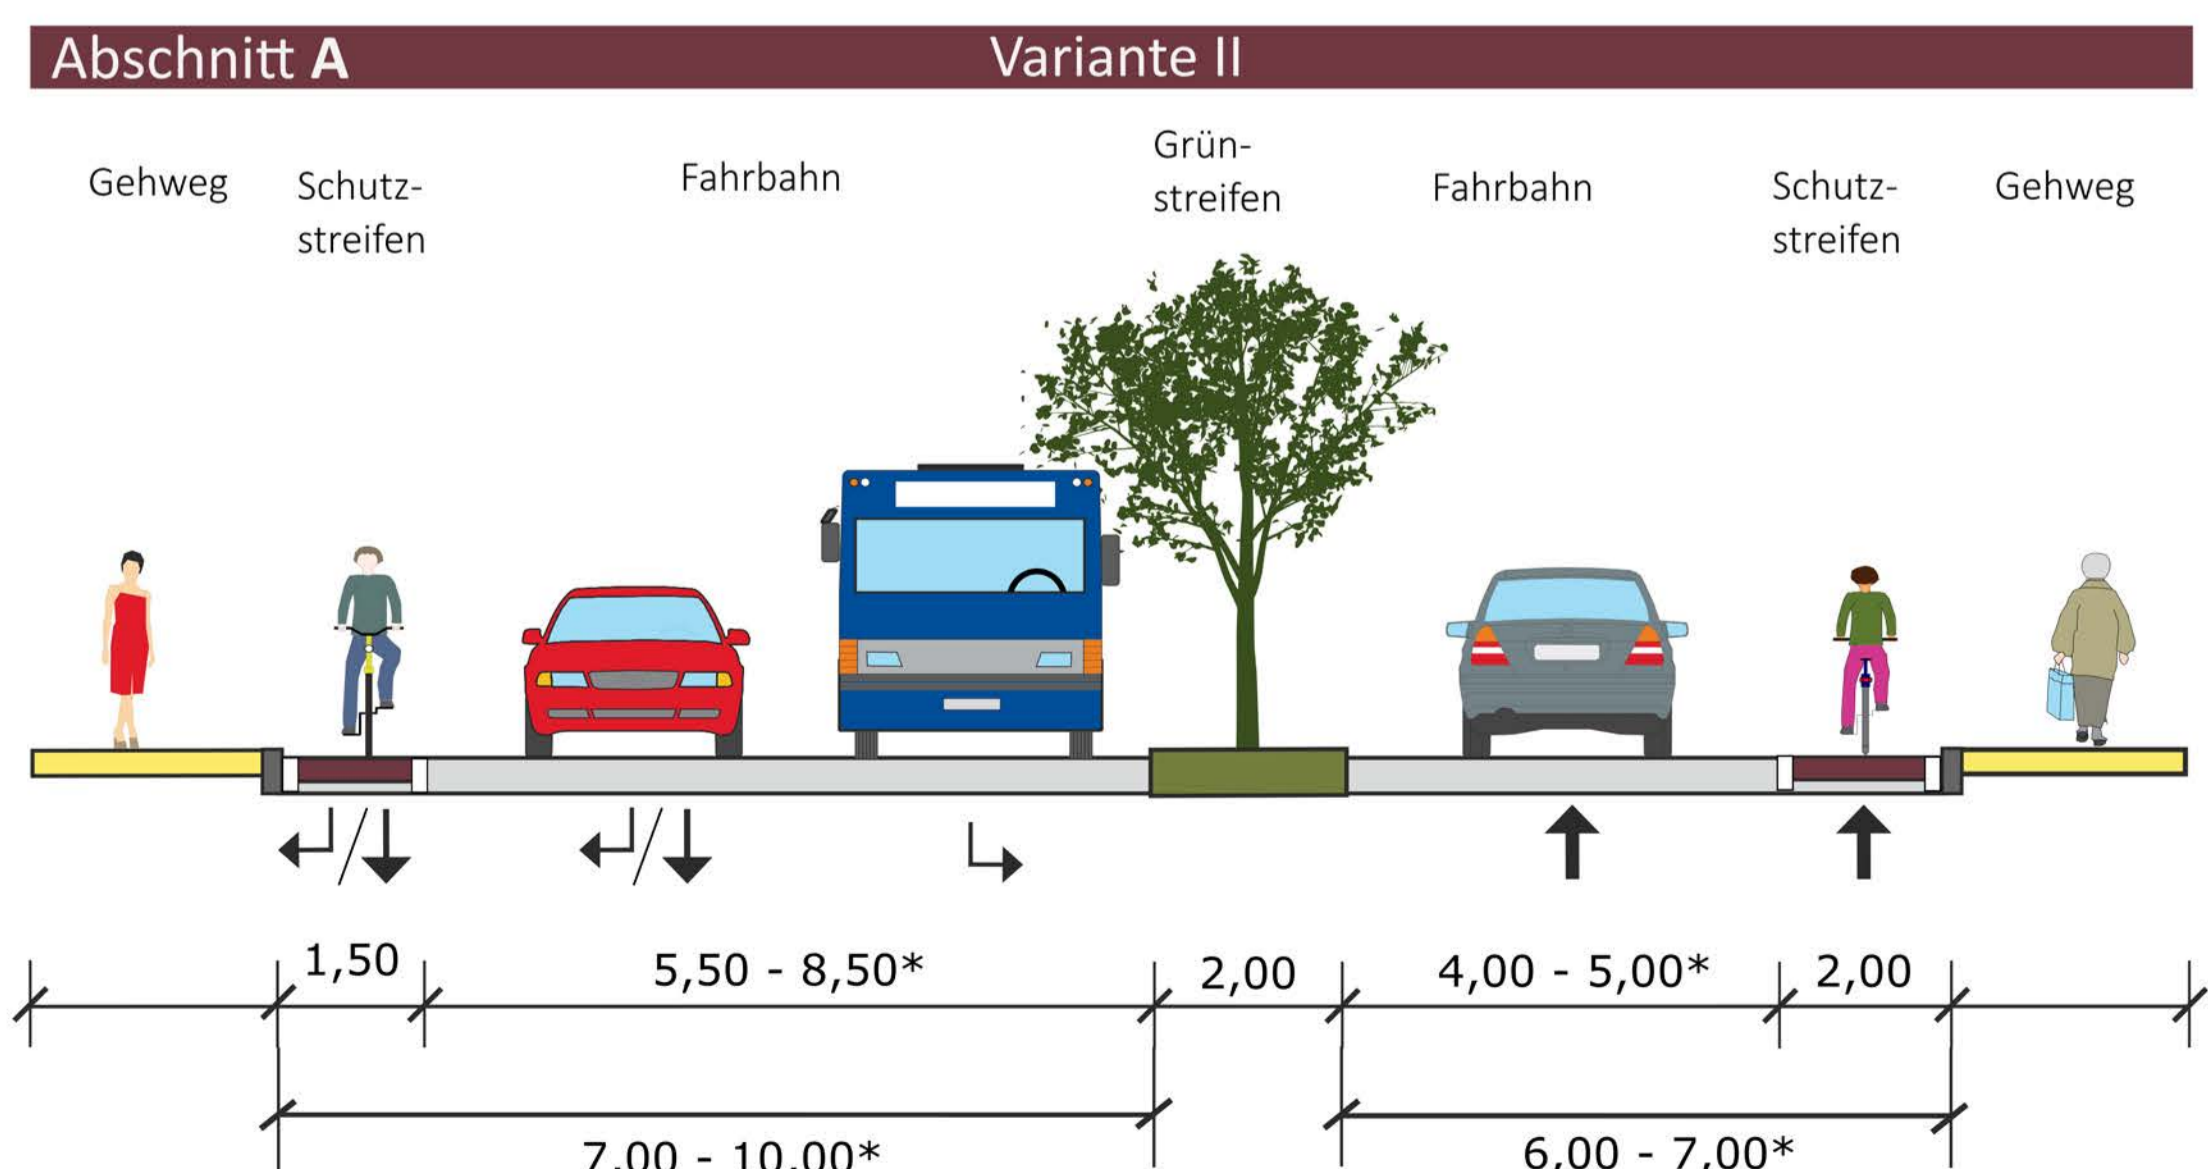 Abschnitt A
Variante II
Gehweg
Schutz-
streifen
Fahrbahn
Grün-
streifen
Fahrbahn
Schutz-
streifen
Gehweg
1,50
5,50 - 8,50*
2,00
4,00 - 5,00*
2,00
7,00 - 10,00*
6,00 - 7,00*